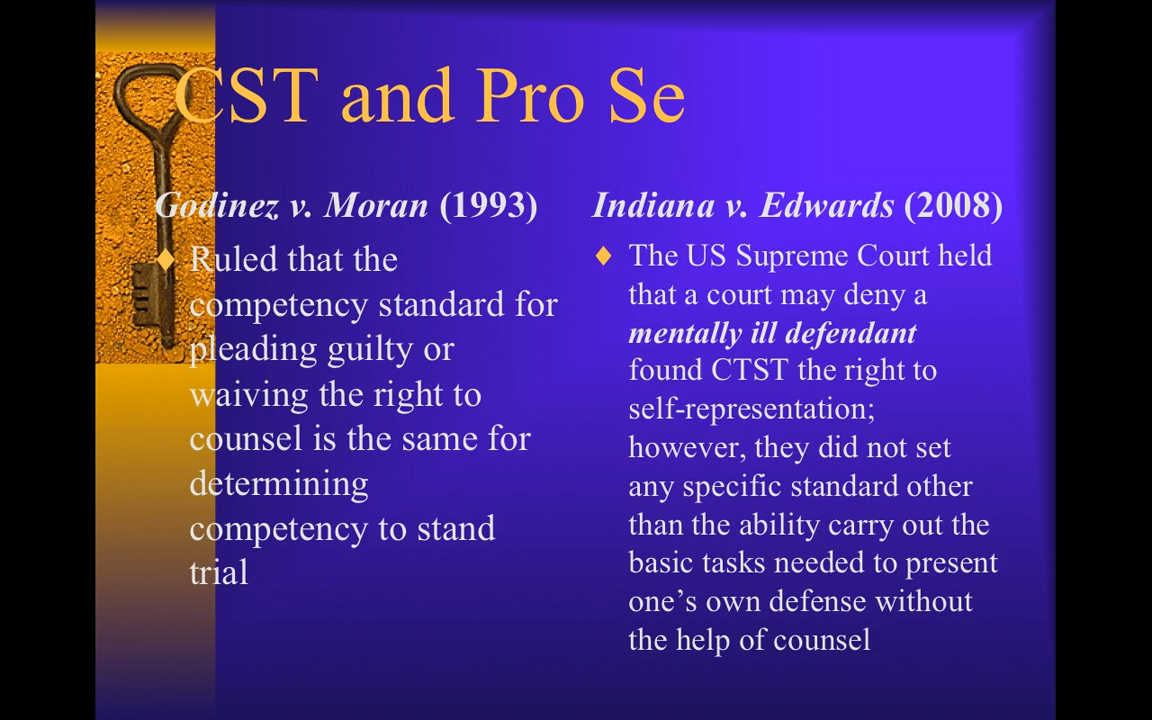 CST and Pro Se
Godinez v. Moran (1993)
Ruled that the
competency standard for
pleading guilty or
waiving the right to
counsel is the same for
determining
competency to stand
trial
Indiana v. Edwards (2008)
The US Supreme Court held
that a court may deny a
mentally ill defendant
found CTST the right to
self-representation;
however, they did not set
any specific standard other
than the ability carry out the
basic tasks needed to present
one’s own defense without
the help of counsel